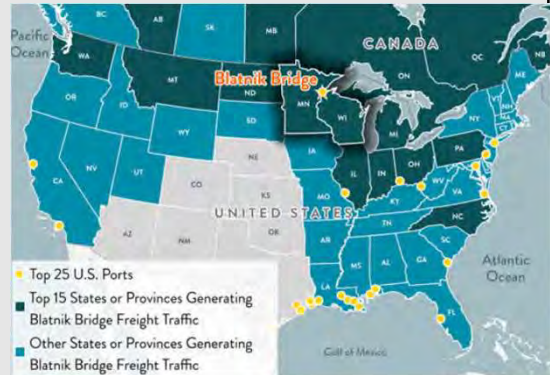 BC
AB
SK
MB
Pacific
Ocean
CANADA
ON
QC
NB
WA
MT
ND
Blatnik Bridge
MN
WI
MI
ME
VT
NH
OR
ID
WY
SD
IA
NY
PA
NE
IL
IN
OH
NV
UT
CO
CA
KS
MO
KY
WV
VA
UNITED STATES
AZ
NM
OK
AR
TN
NC
SC
MS
AL
GA
LA
FL
Atlantic
Ocean
Gulf of Mexico
Top 25 U.S. Ports
Top 15 States or Provinces Generating
Blatnik Bridge Freight Traffic
Other States or Provinces Generating
Blatnik Bridge Freight Traffic